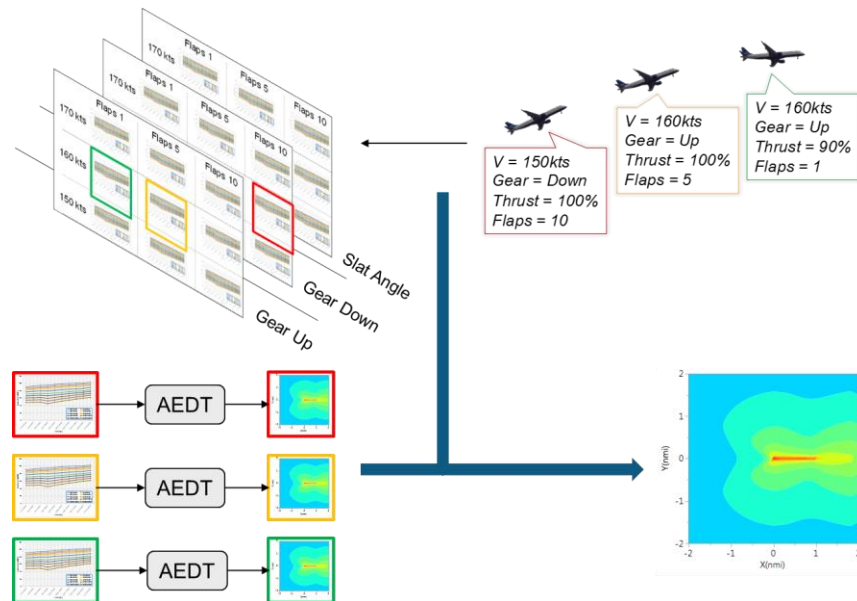 Flaps 1
Flaps 5
Flaps 10
170 kts
Flaps 1
Flaps 5
Flaps 10
170 kts
Flaps 1
Flaps 5
Flaps 10
170 kts
160 kts
150 kts
Slat Angle
Gear Down
Gear Up
V = 150kts
Gear = Down
Thrust = 100%
Flaps = 10
V = 160kts
Gear = Up
Thrust = 100%
Flaps = 5
V = 160kts
Gear = Up
Thrust = 90%
Flaps = 1
AEDT
AEDT
AEDT
2
1
0
-1
-2
Y(nmi)
-2
-1
0
1
2
X(nmi)